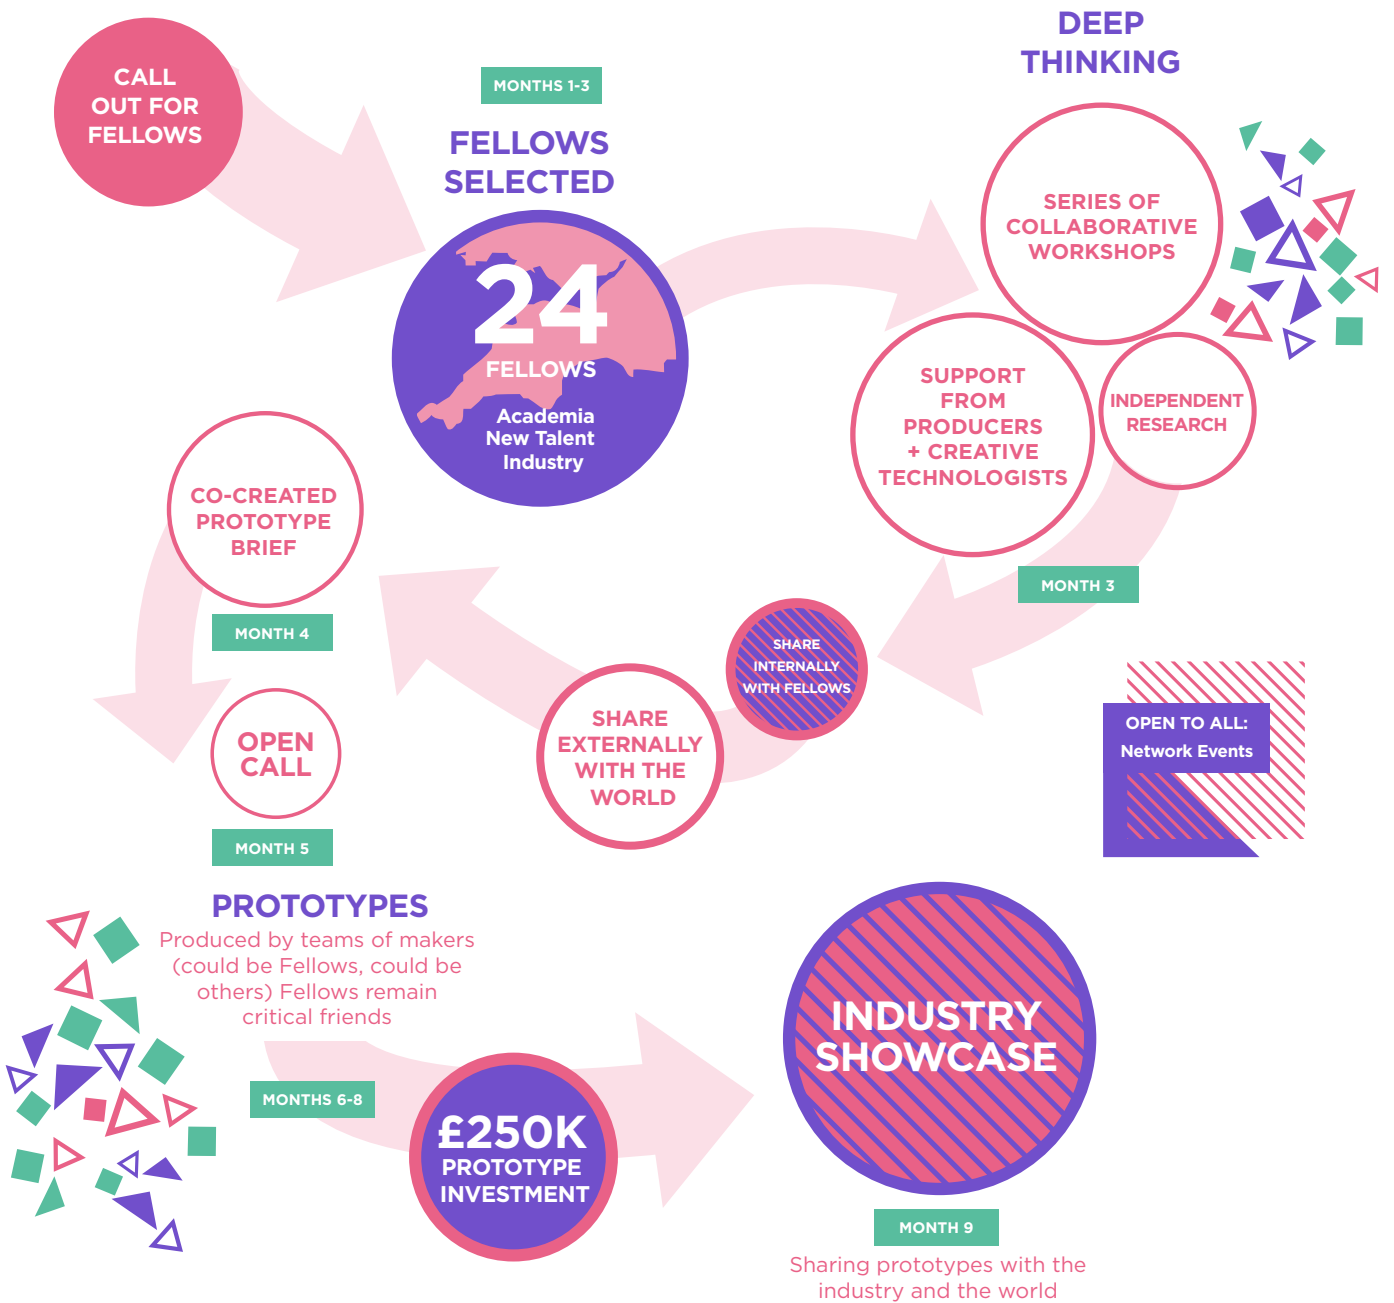 CALL
OUT FOR
FELLOWS
MONTHS 1-3
FELLOWS
SELECTED
24
FELLOWS
Academia
New Talent
Industry
DEEP
THINKING
SERIES OF
COLLABORATIVE
WORKSHOPS
SUPPORT
FROM
PRODUCERS
+ CREATIVE
TECHNOLOGISTS
INDEPENDENT
RESEARCH
MONTH 3
SHARE
INTERNALLY
WITH FELLOWS
SHARE
EXTERNALLY
WITH THE
WORLD
CO-CREATED
PROTOTYPE
BRIEF
MONTH 4
OPEN
CALL
MONTH 5
OPEN TO ALL:
Network Events
PROTOTYPES
Produced by teams of makers
(could be Fellows, could be
others) Fellows remain
critical friends
MONTHS 6-8
£250K
PROTOTYPE
INVESTMENT
INDUSTRY
SHOWCASE
MONTH 9
Sharing prototypes with the
industry and the world